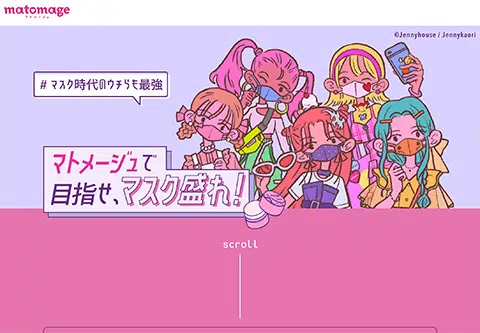 matomage
マトメージュ
©Jennyhouse / Jennykaori
# マスク時代のウチらも最強
マトメージュで
目指せ、マスク盛れ!
scroll